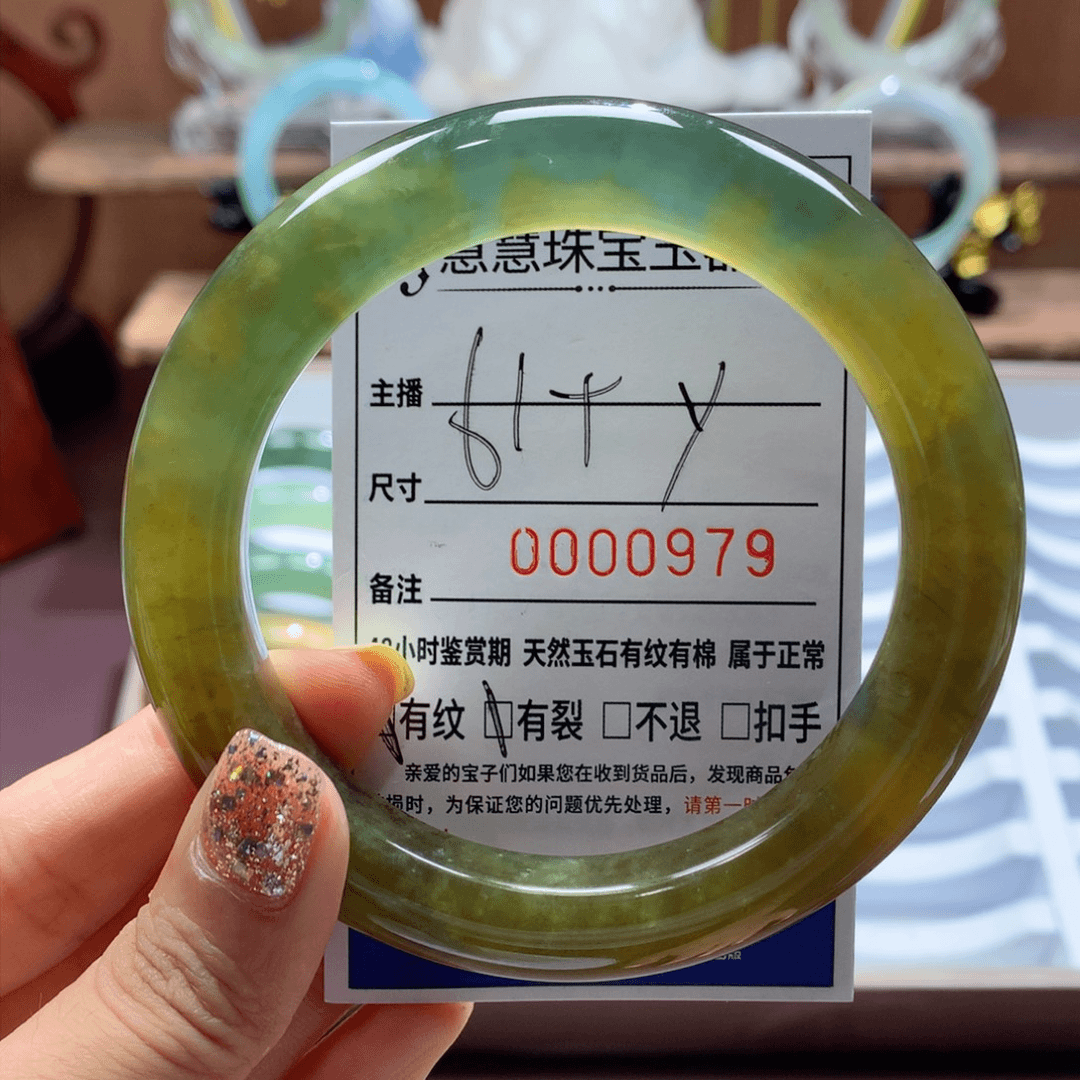 慧慧珠宝玉器
主播
尺寸
0000979
备注
小时鉴赏期 天然玉石有纹有棉 属于正常
有纹 □有裂 □不退 □扣手
亲爱的宝子们如果您在收到货品后，发现商品
损时，为保证您的问题优先处理，请第一时